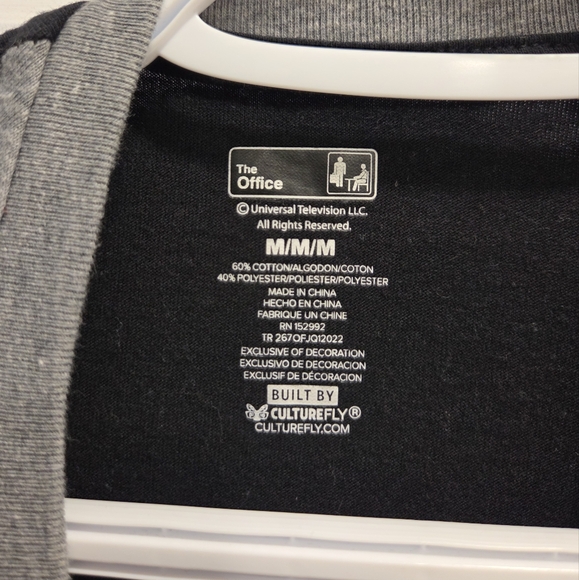 The
Office
© Universal Television LLC.
All Rights Reserved.
M/M/M
60% COTTON/ALGODON/COTON
40% POLYESTER/POLIESTER/POLYESTER
MADE IN CHINA
HECHO EN CHINA
FABRIQUE UN CHINE
RN 152992
TR 267OFJQ12022
EXCLUSIVE OF DECORATION
EXCLUSIVO DE DECORACION
EXCLUSIF DE DÉCORACION
BUILT BY
CULTUREFLY®
CULTUREFLY.COM